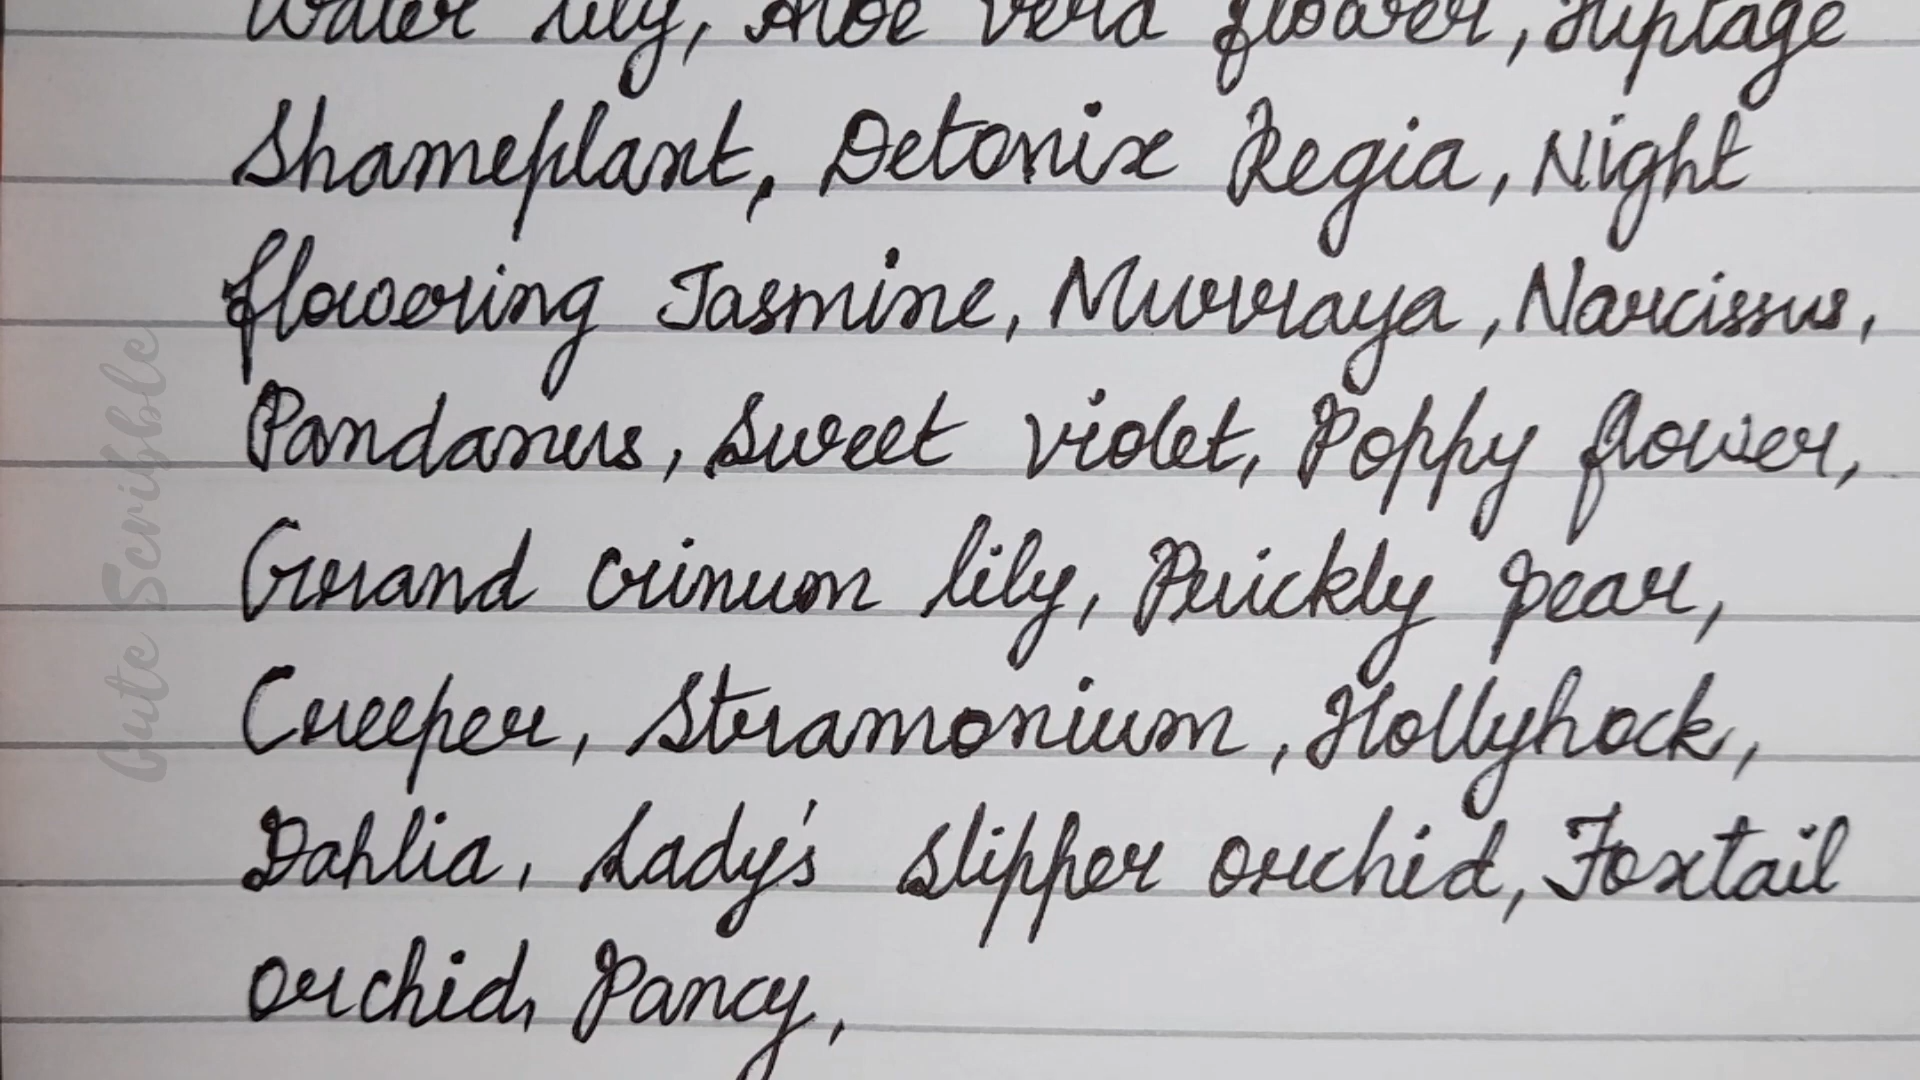 Water lily, Aloe vera flower, Hiptage
Shameplant, Detonix Regia, Night
flowering Jasmine, Murraya, Narcissus,
Pandanus, Sweet violet, Poppy flower,
Grand crinum lily, Prickly pear,
Creeper, Stramonium, Hollyhock,
Dahlia, Lady's slipper orchid, Foxtail
orchid, Pancy,
Cute Scribble